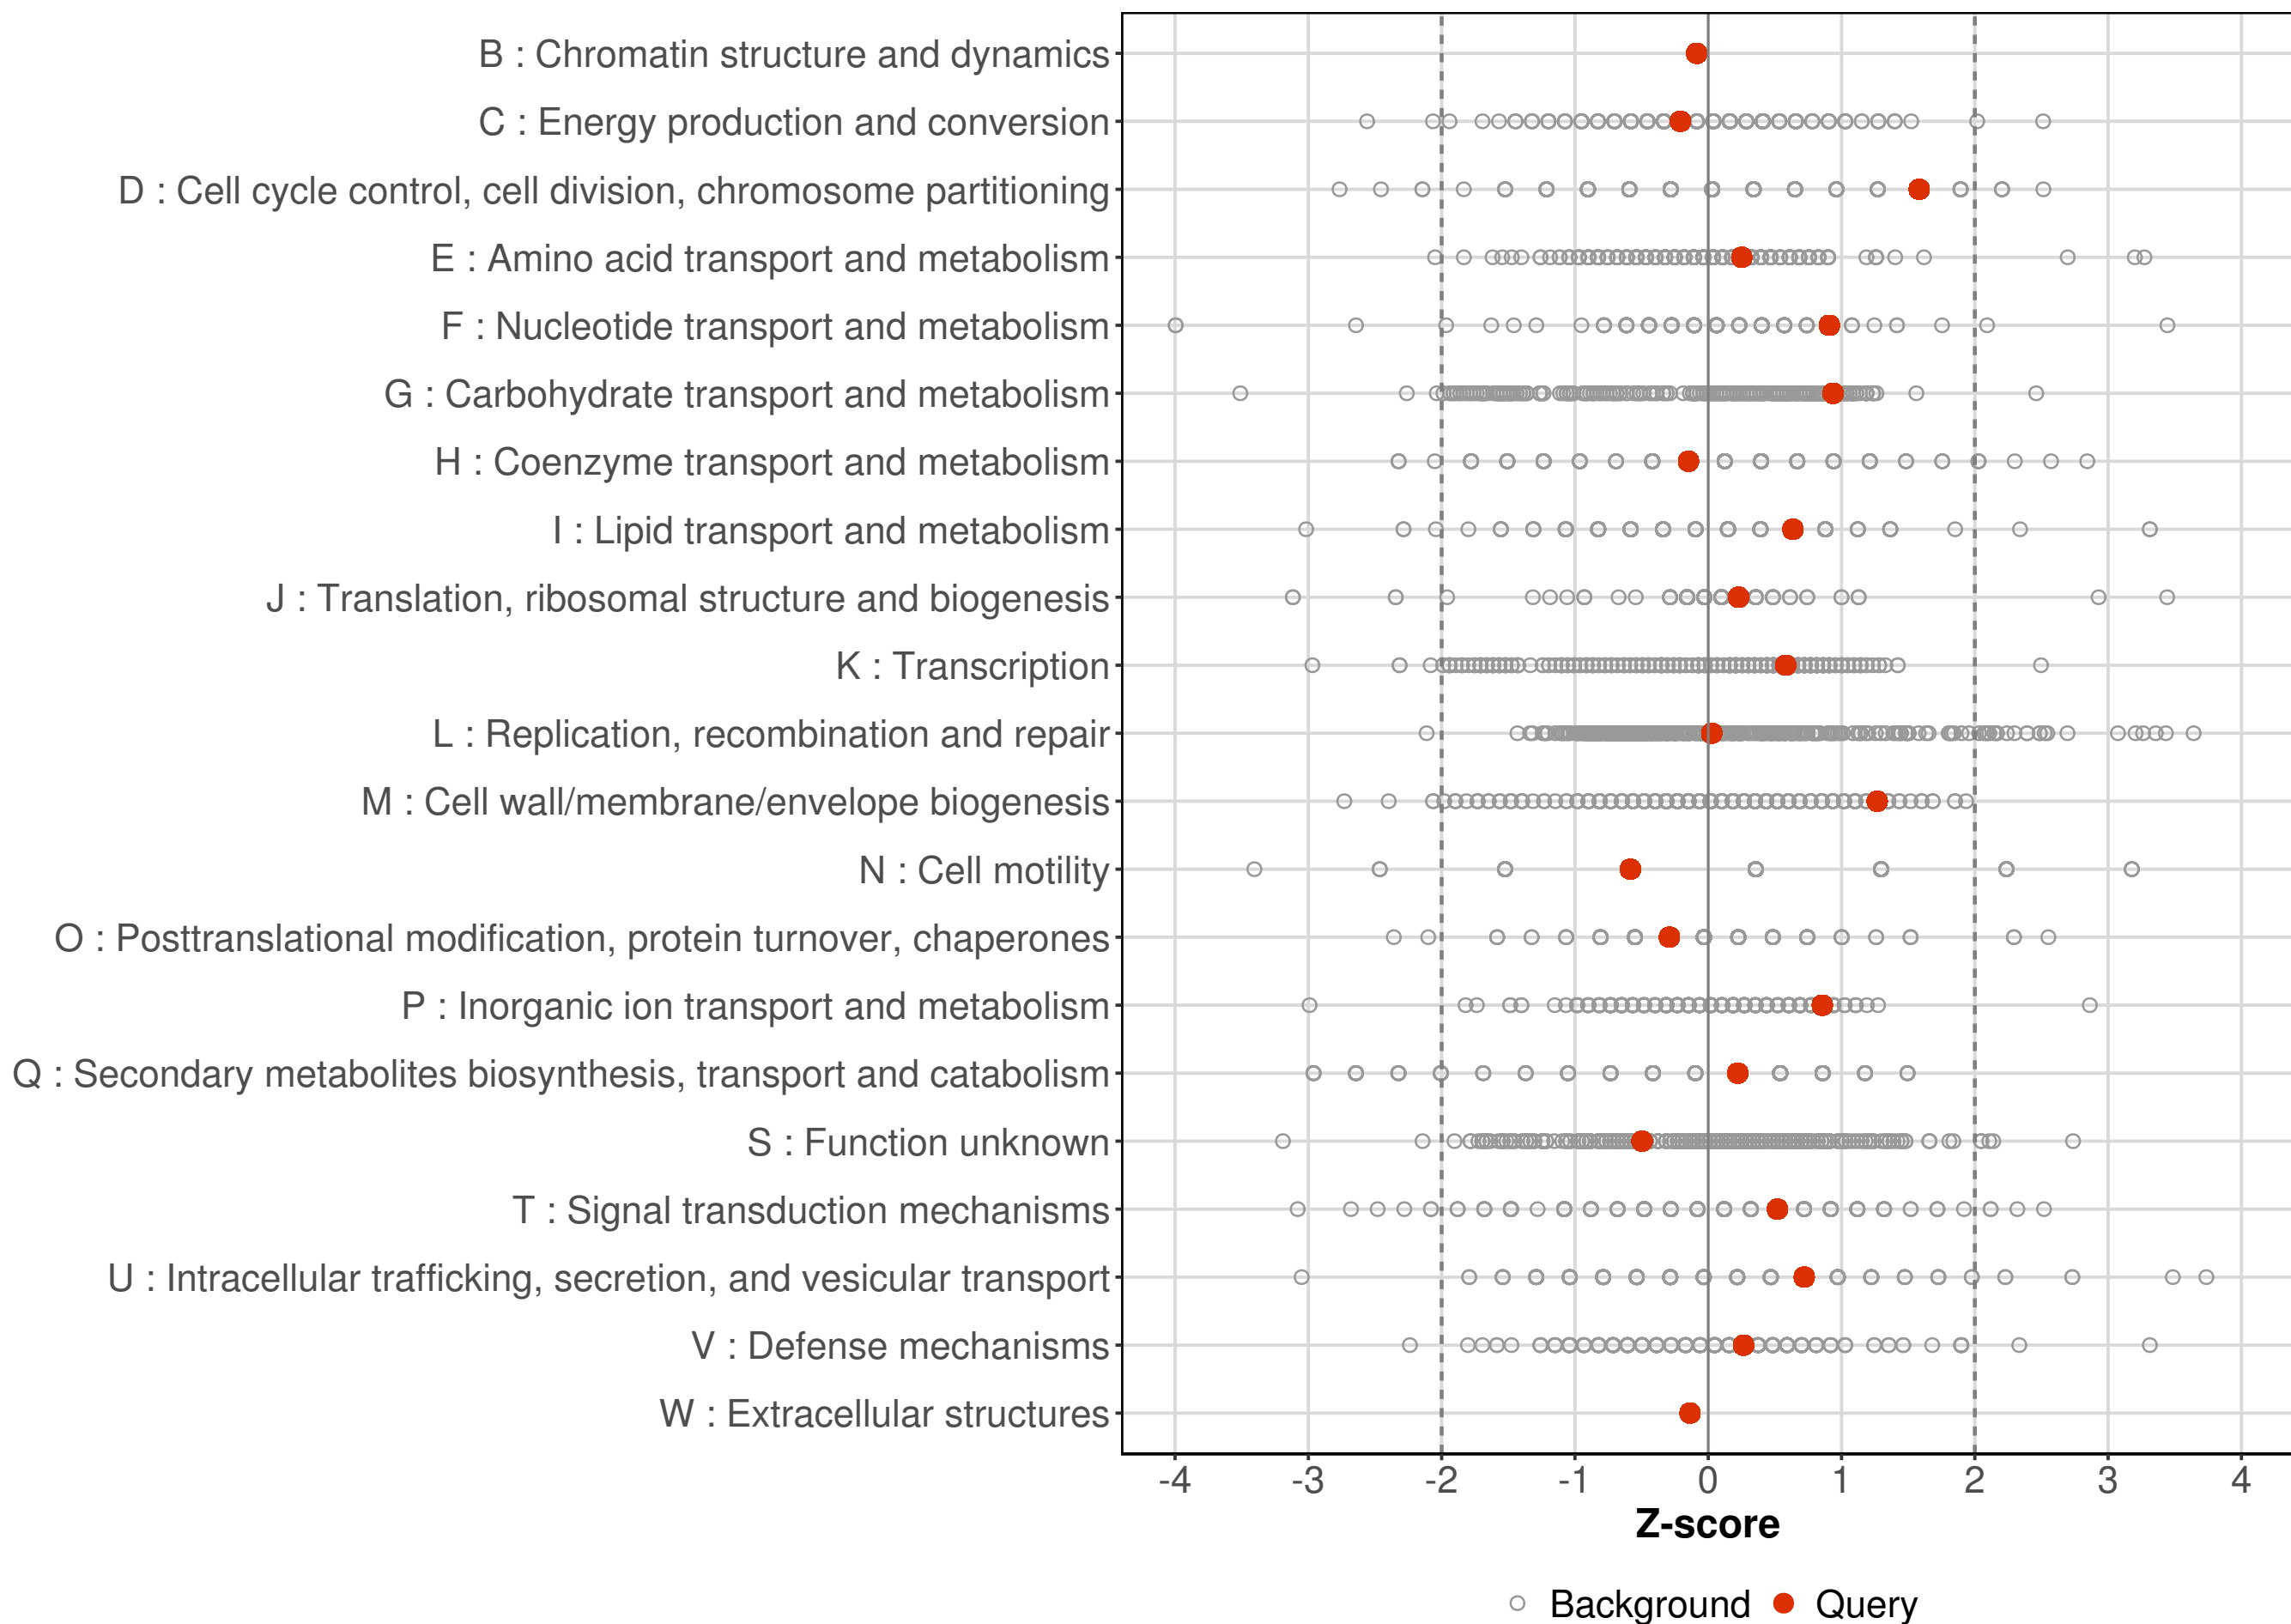 B : Chromatin structure and dynamics
C : Energy production and conversion
D : Cell cycle control, cell division, chromosome partitioning
E : Amino acid transport and metabolism
F : Nucleotide transport and metabolism
G : Carbohydrate transport and metabolism
H : Coenzyme transport and metabolism
I : Lipid transport and metabolism
J : Translation, ribosomal structure and biogenesis
K : Transcription
L : Replication, recombination and repair
M : Cell wall/membrane/envelope biogenesis
N : Cell motility
O : Posttranslational modification, protein turnover, chaperones
P : Inorganic ion transport and metabolism
Q : Secondary metabolites biosynthesis, transport and catabolism
S : Function unknown
T : Signal transduction mechanisms
U : Intracellular trafficking, secretion, and vesicular transport
V : Defense mechanisms
W : Extracellular structures
-4 -3 -2 -1 0 1 2 3 4
Z-score
Background Query